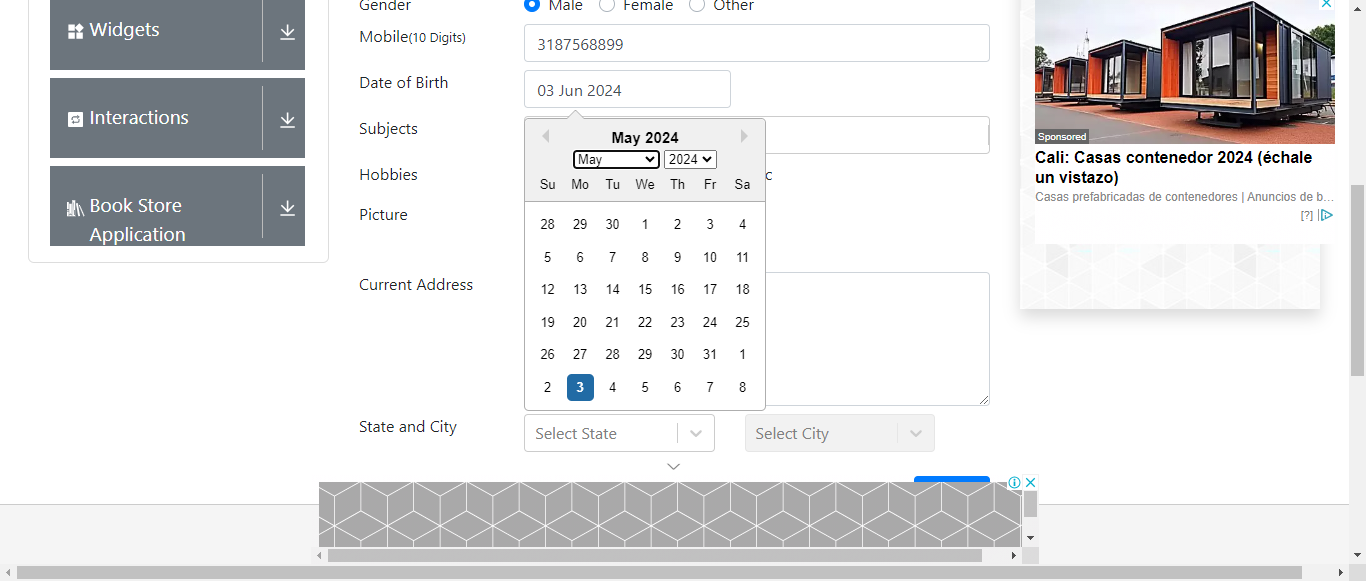 Widgets
Interactions
Book Store
Application
Gender
Male
Female
Other
Mobile(10 Digits)
3187568899
Date of Birth
03 Jun 2024
Subjects
May 2024
May
2024
Su Mo Tu We Th Fr Sa
28 29 30 1 2 3 4
5 6 7 8 9 10 11
12 13 14 15 16 17 18
19 20 21 22 23 24 25
26 27 28 29 30 31 1
2 3 4 5 6 7 8
Hobbies
c
Picture
Current Address
State and City
Select State
Select City
Sponsored
Cali: Casas contenedor 2024 (échale
un vistazo)
Casas prefabricadas de contenedores | Anuncios de b...
[?]